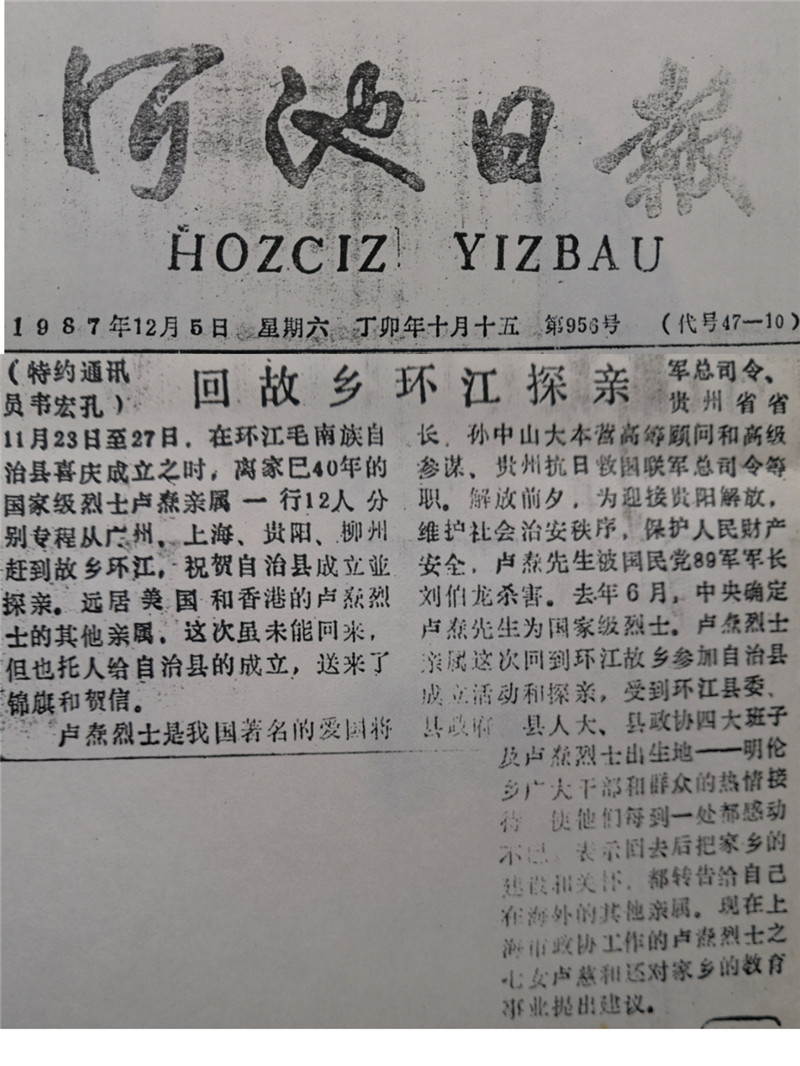 河池日报
HOZCIZ YIZBAU
1987年12月5日 星期六 丁卯年十月十五 第956号 (代号47—10)
回故乡环江探亲
(特约通讯
员韦宏孔)
11月23日至27日，在环江毛南族自
治县喜庆成立之时，离家已40年的
国家级烈士卢焘亲属一行12人分
别专程从广州、上海、贵阳、柳州
赶到故乡环江，祝贺自治县成立并
探亲。远居美国和香港的卢焘烈
士的其他亲属，这次虽未能回来，
但也托人给自治县的成立，送来了
锦旗和贺信。
卢焘烈士是我国著名的爱国将
军总司令、
贵州省省
长、孙中山大本营高等顾问和高级
参谋、贵州抗日救国联军总司令等
职。解放前夕，为迎接贵阳解放，
维护社会治安秩序，保护人民财产
安全，卢焘先生被国民党89军军长
刘伯龙杀害。去年6月，中央确定
卢焘先生为国家级烈士。卢焘烈士
亲属这次回到环江故乡参加自治县
成立活动和探亲，受到环江县委、
县政府 县人大、县政协四大班子
及卢焘烈士出生地——明伦
乡广大干部和群众的热情接
待 使他们每到一处都感动
不已 表示回去后把家乡的
建设和关怀，都转告给自己
在海外的其他亲属。现在上
海市政协工作的卢焘烈士之
七女卢慈和还对家乡的教育
事业提出建议。